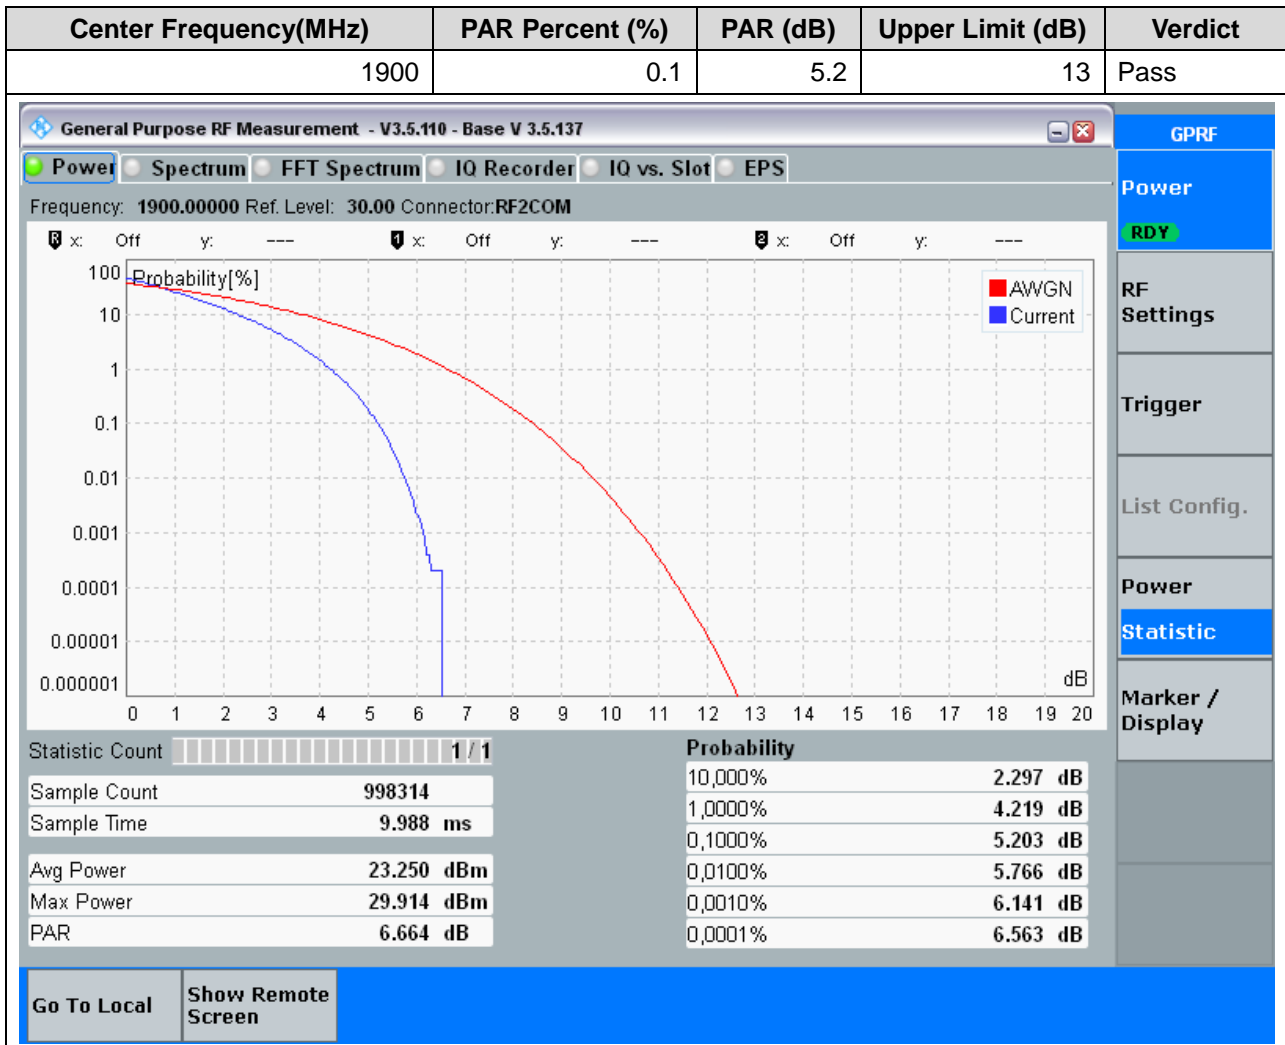 Center Frequency(MHz) PAR Percent (%) PAR (dB) Upper Limit (dB) Verdict
1900 0.1 5.2 13 Pass
General Purpose RF Measurement - V3.5.110 - Base V 3.5.137
GPRF
Power Spectrum FFT Spectrum IQ Recorder IQ vs. Slot EPS
Frequency: 1900.00000 Ref. Level: 30.00 Connector:RF2COM
R x: Off y: --- 1 x: Off y: --- 2 x: Off y: ---
Probability[%]
100
10
1
0.1
0.01
0.001
0.0001
0.00001
0.000001
AWGN
Current
dB
0 1 2 3 4 5 6 7 8 9 10 11 12 13 14 15 16 17 18 19 20
Statistic Count 1 / 1
Sample Count 998314
Sample Time 9.988 ms
Avg Power 23.250 dBm
Max Power 29.914 dBm
PAR 6.664 dB
Probability
10,000% 2.297 dB
1,0000% 4.219 dB
0,1000% 5.203 dB
0,0100% 5.766 dB
0,0010% 6.141 dB
0,0001% 6.563 dB
Power
RDY
RF
Settings
Trigger
List Config.
Power
Statistic
Marker /
Display
Go To Local
Show Remote
Screen